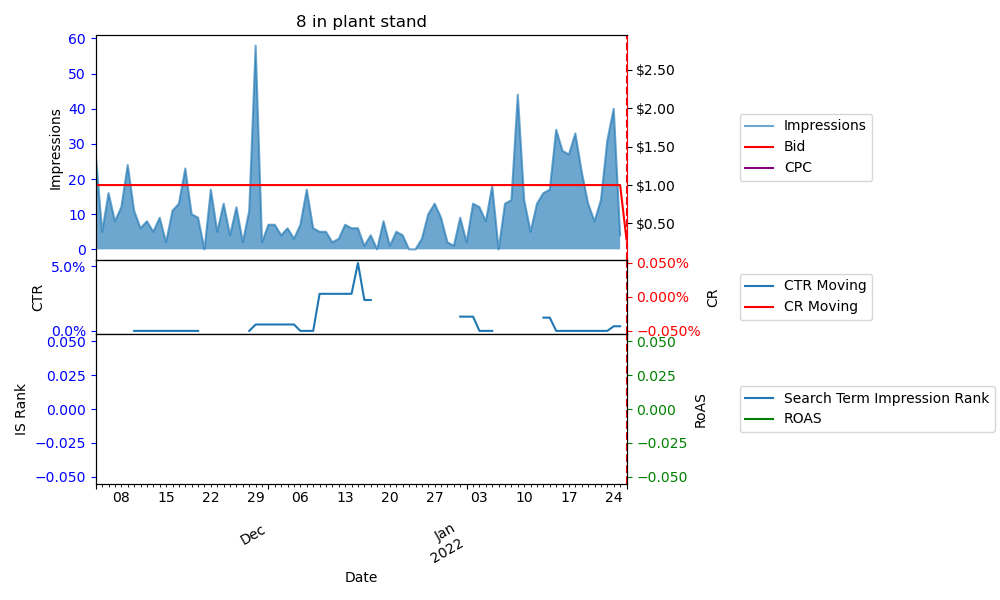 8 in plant stand
60
50
40
30
20
10
0
Impressions
$2.50
$2.00
$1.50
$1.00
$0.50
Impressions
Bid
CPC
5.0%
0.0%
CTR
0.050%
0.000%
−0.050%
CR
CTR Moving
CR Moving
0.050
0.025
0.000
−0.025
−0.050
IS Rank
0.050
0.025
0.000
−0.025
−0.050
RoAS
Search Term Impression Rank
ROAS
08 15 22 29 06 13 20 27 03 10 17 24
Dec
Jan
2022
Date